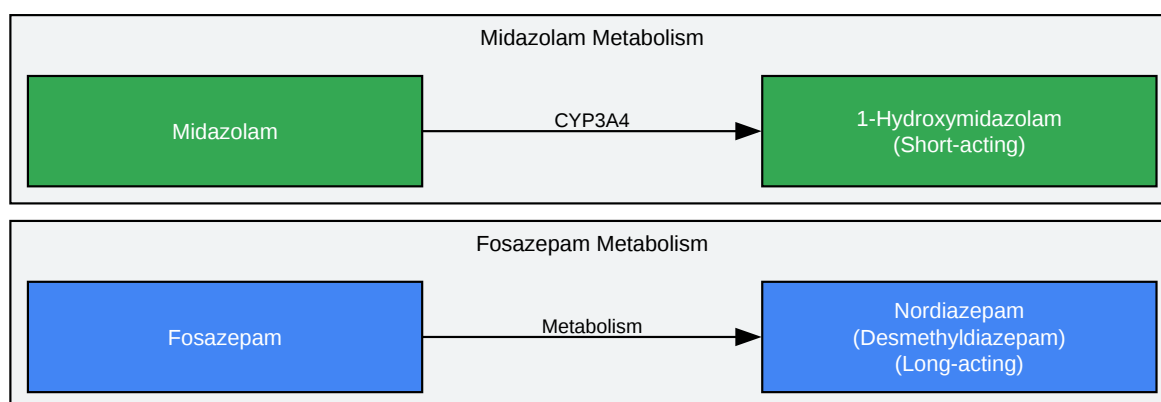 Midazolam Metabolism
Midazolam
CYP3A4
1-Hydroxymidazolam
(Short-acting)
Fosazepam Metabolism
Fosazepam
Metabolism
Nordiazepam
(Desmethyldiazepam)
(Long-acting)